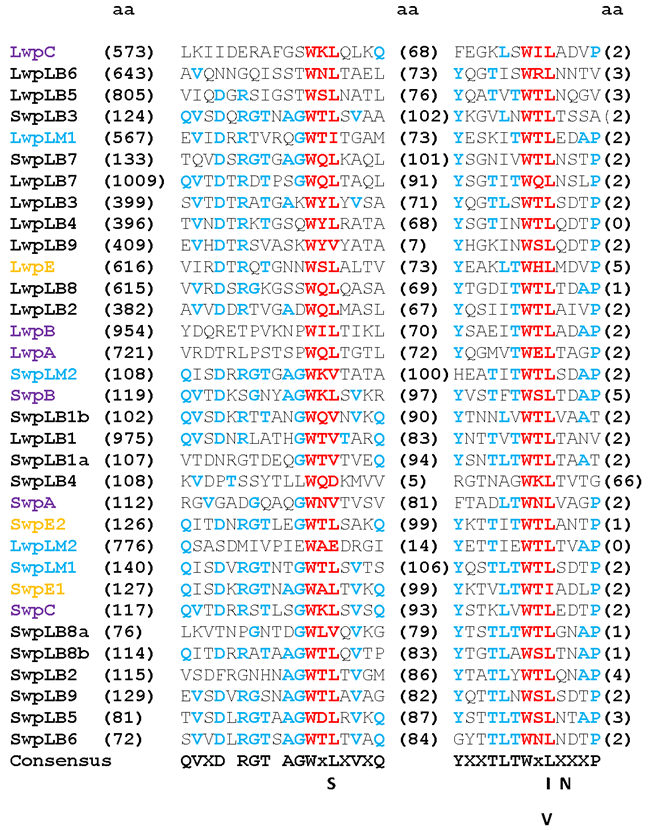 aa aa aa
LwpC (573) LKIIDERAFGSWKLQLKQ (68) FEGKLSWILADVP (2)
LwpLB6 (643) AVQNNGQISSTWNLTAEL (73) YQGTISWRLNNTV (3)
LwpLB5 (805) VIQDGRSIGSTWSLNATL (76) YQATVTWTLNQGV (3)
SwpLB3 (124) QVSDQRGTNAGWTLSVAA (102) YKGVLNWTLTSSA (2)
LwpLM1 (567) EVIDRRTVRQGWTITGAM (73) YESKITWTLEDAP (2)
SwpLB7 (133) TQVDSRGTGAGWQLKAQL (101) YSGNIVWTLNSTP (2)
LwpLB7 (1009) QVTDTRDTPSGWQLTAQL (91) YSGTITWQLNSLP (2)
LwpLB3 (399) SVTDTRATGAKWYLYVSA (71) YQGTLSWTLTDTP (2)
LwpLB4 (396) TVNDTRKTGSQWYLRATA (68) YSGTINWTLQDTP (0)
LwpLB9 (409) EVHDTRSVASKWYVYATA (7) YHGKINWSLQDTP (2)
LwpE (616) VIRDTRQTGNNWSLALTV (73) YEAKLTWHLMDVP (5)
LwpLB8 (615) VVRDSRGKGSSWQLQASA (69) YTGDITWTLTDAP (1)
LwpLB2 (382) AVVDDRTVGADWQLMASL (67) YQSIITWTLAIVP (2)
LwpB (954) YDQRETPVKNPWILTIKL (70) YSAEITWTLTNAP (2)
LwpA (721) VRDTRLPSTSPWQLTGTL (72) YQGMVTWELTAGP (2)
SwpLM2 (108) QISDRRGTTAGWKVTATA (100) HEATITWTLSDAP (2)
SwpB (119) QVTDKSGNYAGWKLSVKR (97) YVSTFTWSLTDAP (5)
SwpLB1b (102) QVSDKRTTANGWQVNVKQ (90) YTNNLVWTLVAAT (2)
LwpLB1 (975) QVSDNRLATHGWTVTARQ (83) YNTTVTWTLTANV (2)
SwpLB1a (107) VTDNRGTEQAGWTVTVEQ (94) YSNTLTWTLTAAT (2)
SwpLB4 (108) KVDPTSSYTLLWQDKMVV (5) RGTNAGWKLTVTG (66)
SwpA (112) RGVGADGQAQGWNVTVSV (81) FTADLTWNLVAGP (2)
SwpE2 (126) QITDNRGTLEGWTLSAKQ (99) YKTTITWTLANTP (1)
LwpLM2 (776) QSASDMIVPIEWAEDRGI (14) YETTIEWTLTVAP (0)
SwpLM1 (140) QISDVRGTNTGWTLSVTS (106) YQSTLTWTLTDTP (2)
SwpE1 (127) QISDKRGTNAGWALTVKQ (99) YKTVLTWTIADLP (2)
SwpC (117) QVTDRRSTLSGWKLSVSQ (93) YSTKLVWTLTDTP (2)
SwpLB8a (76) LKVTNPGNTDGWLVQVKG (79) YTSTLTWTLGNAP (1)
SwpLB8b (114) QITDRRATAAGWTLQVTP (83) YTGTLAWSLTNAP (1)
SwpLB2 (115) VSDFRGNHNAGWTLTVGM (86) YTATLYWTLQNAP (4)
SwpLB9 (129) EVSDVRGSNAGWTLAVAG (82) YQTTLNWSLSDTP (2)
SwpLB5 (81) TVSDLRGTAAGWDLRVKQ (87) YSTTLTWSLNTAP (3)
SwpLB6 (72) SVVDLRGTSAGWTLTVAQ (84) GYTTLTWNLNDTP (2)
Consensus QVXD RGT AGWxLXVXQ YXXTLTWxLXXXP
S I N
V